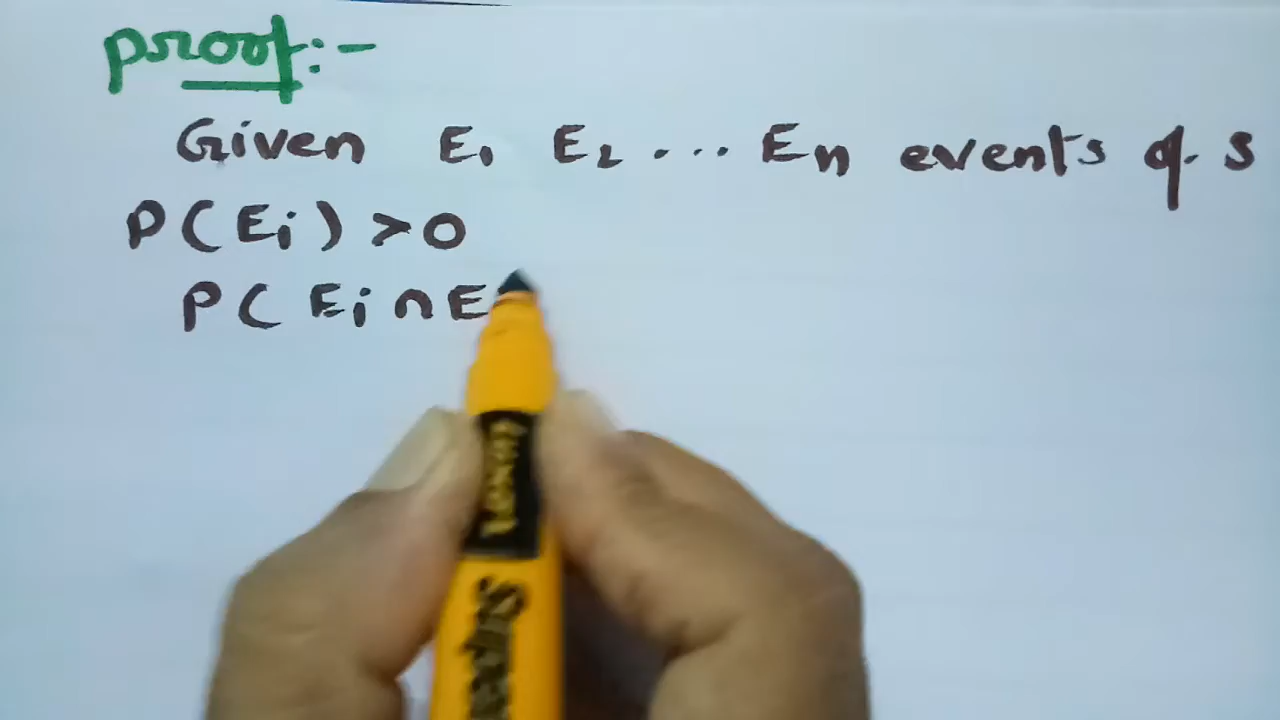 proof:-
Given E1 E2 ... En events of S
P(Ei) >0
P( Ei ∩ E